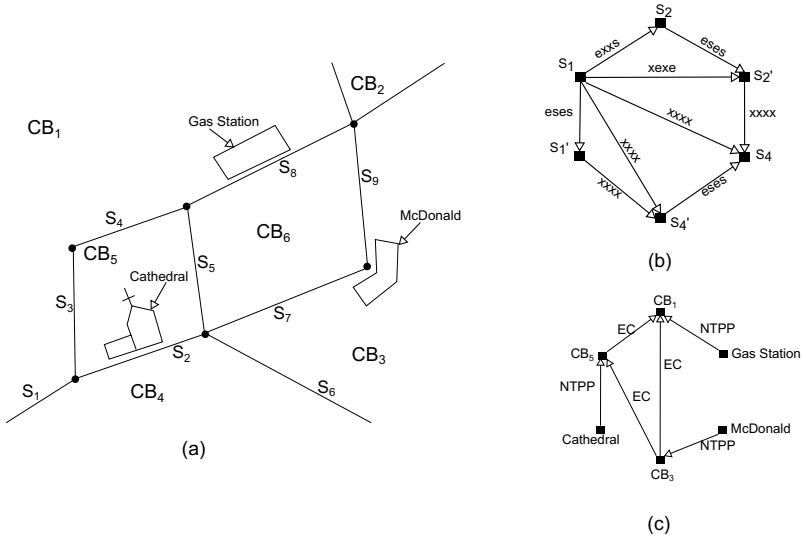 CB1
CB2
Gas Station
S8
S9
McDonald
S4
CB5
S5
CB6
Cathedral
S3
S7
S2
CB3
S1
CB4
S6
(a)
S2
exxs
eses
S1
xexe
S2'
eses
xxxx
xxxx
xxxx
S1'
S4
xxxx
eses
S4'
(b)
CB1
EC
NTPP
CB5
EC
Gas Station
NTPP
EC
Cathedral
McDonald
NTPP
CB3
(c)